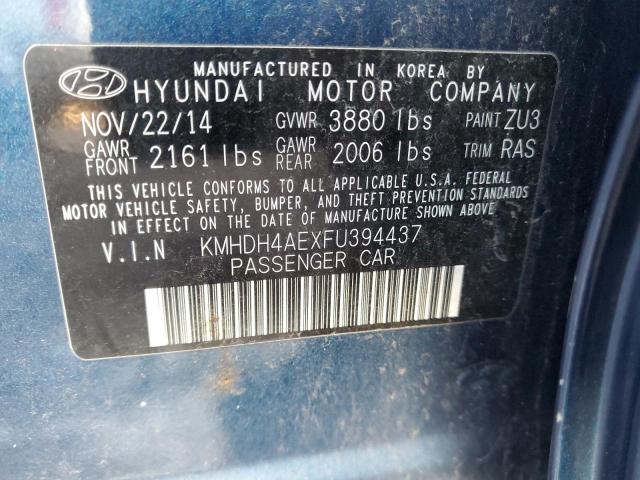 MANUFACTURED IN KOREA BY
HYUNDAI MOTOR COMPANY
NOV/22/14 GVWR 3880 lbs PAINT ZU3
GAWR FRONT 2161 lbs GAWR REAR 2006 lbs TRIM RAS
THIS VEHICLE CONFORMS TO ALL APPLICABLE U.S.A. FEDERAL
MOTOR VEHICLE SAFETY, BUMPER, AND THEFT PREVENTION STANDARDS
IN EFFECT ON THE DATE OF MANUFACTURE SHOWN ABOVE.
V.I.N KMHDH4AEXFU394437
PASSENGER CAR